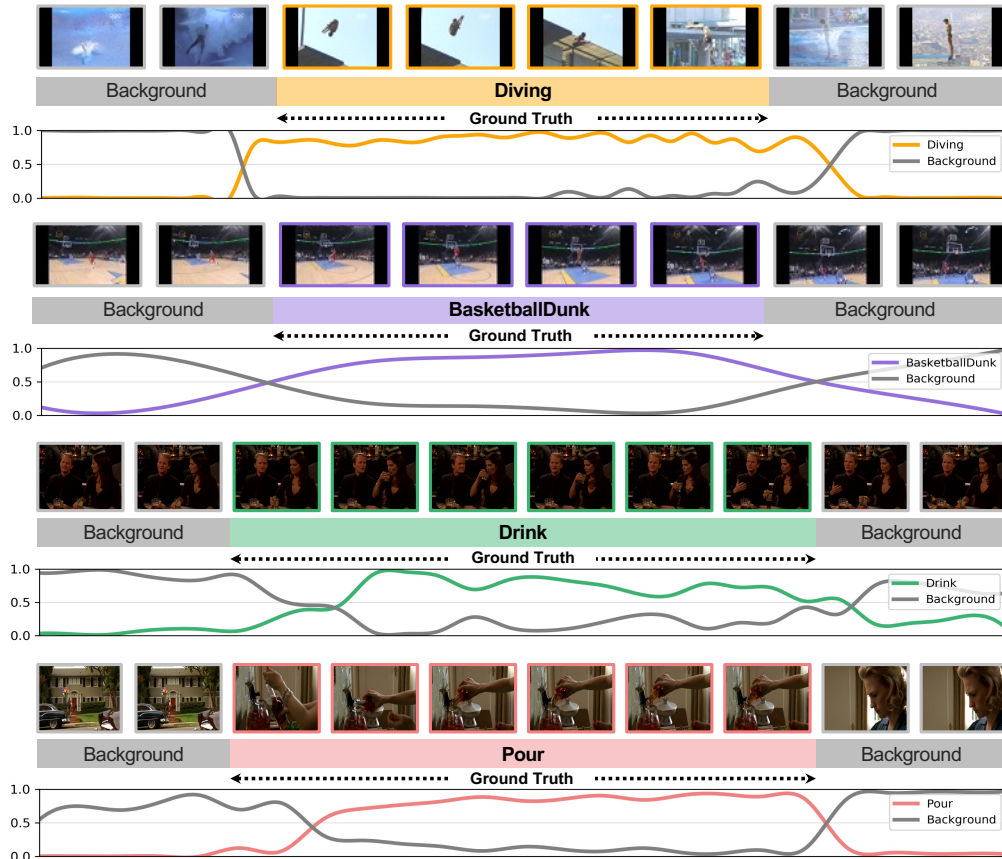 Background Diving Background
Ground Truth
1.0
0.5
0.0
Diving
Background
Background BasketballDunk Background
Ground Truth
1.0
0.5
0.0
BasketballDunk
Background
Background Drink Background
Ground Truth
1.0
0.5
0.0
Drink
Background
Background Pour Background
Ground Truth
1.0
0.5
0.0
Pour
Background